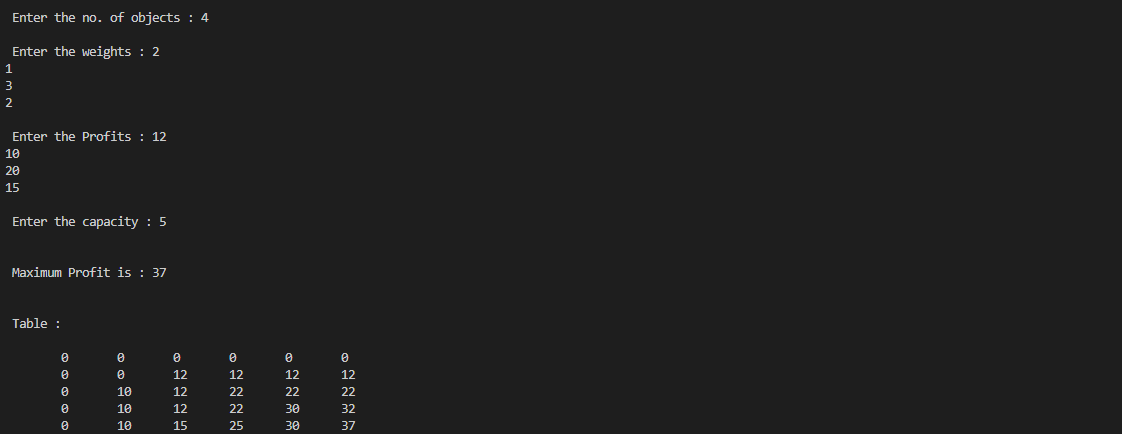 Enter the no. of objects : 4
Enter the weights : 2
1
3
2
Enter the Profits : 12
10
20
15
Enter the capacity : 5
Maximum Profit is : 37
Table :
0 0 0 0 0 0
0 0 12 12 12 12
0 10 12 22 22 22
0 10 12 22 30 32
0 10 15 25 30 37